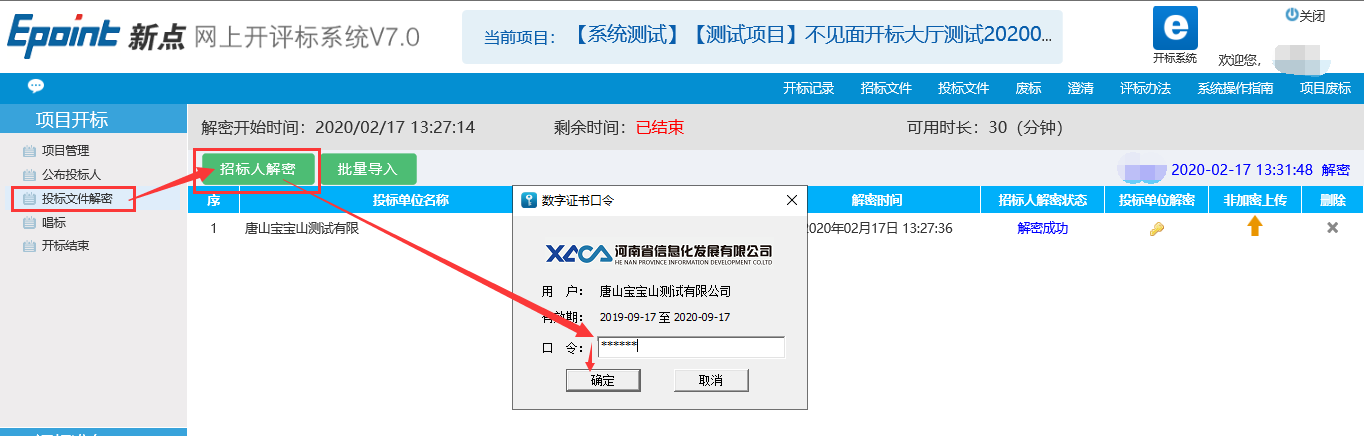 Epoint 新点 网上开评标系统V7.0
当前项目： 【系统测试】【测试项目】不见面开标大厅测试20200...
开标系统
关闭
欢迎您，
开标记录 招标文件 投标文件 废标 澄清 评标办法 系统操作指南 项目废标
项目开标
项目管理
公布投标人
投标文件解密
唱标
开标结束
解密开始时间： 2020/02/17 13:27:14 剩余时间： 已结束 可用时长： 30（分钟）
招标人解密 批量导入
2020-02-17 13:31:48 解密
序 投标单位名称 解密时间 招标人解密状态 投标单位解密 非加密上传 删除
1 唐山宝宝山测试有限 2020年02月17日 13:27:36 解密成功
数字证书口令
XACA 河南省信息化发展有限公司
HE NAN PROVINCE INFORMATION DEVELOPMENT CO.LTD
用 户： 唐山宝宝山测试有限公司
有效期： 2019-09-17 至 2020-09-17
口 令： ******
确定 取消